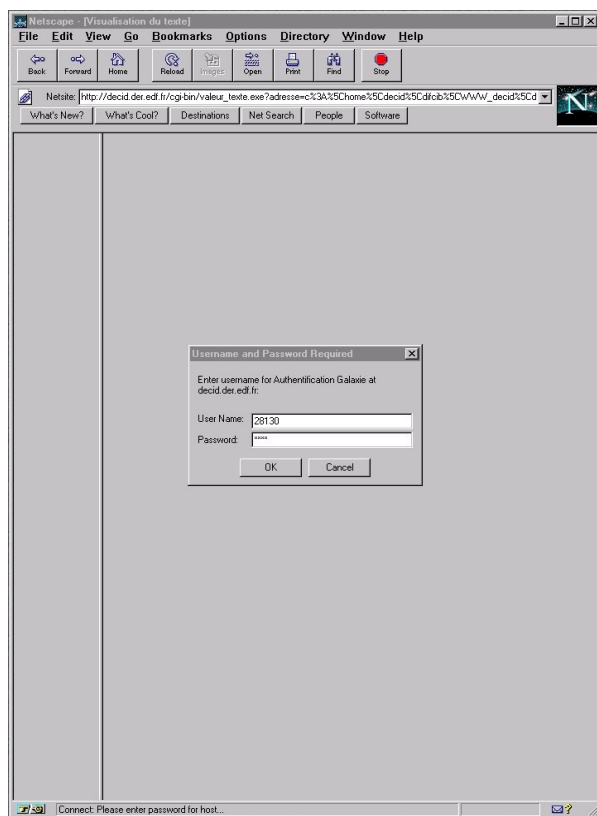 Netscape - [Visualisation du texte]
File Edit View Go Bookmarks Options Directory Window Help
Back Forward Home Reload Images Open Print Find Stop
Netsite: http://decid.der.edf.fr/cgi-bin/valeur_texte.exe?adresse=c%3A%5Chome%5Cdecid%5Cdifcib%5CWWW_decid%5Cd
N
What's New? What's Cool? Destinations Net Search People Software
Username and Password Required
Enter username for Authentification Galaxie at
decid.der.edf.fr:
User Name: 28130
Password: ****
OK Cancel
Connect: Please enter password for host...